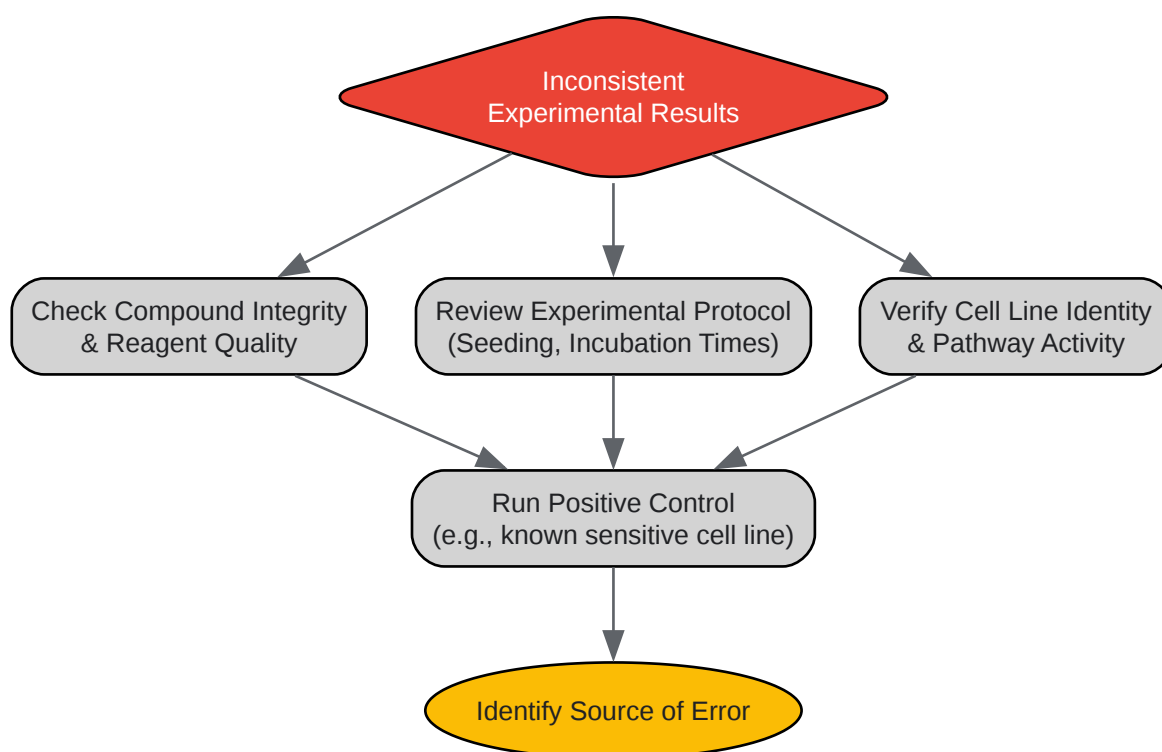 Inconsistent
Experimental Results
Check Compound Integrity
& Reagent Quality
Review Experimental Protocol
(Seeding, Incubation Times)
Verify Cell Line Identity
& Pathway Activity
Run Positive Control
(e.g., known sensitive cell line)
Identify Source of Error